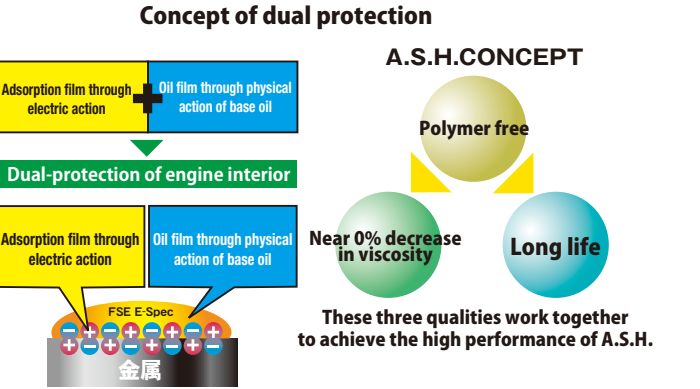 Concept of dual protection
Adsorption film through
electric action
+
Oil film through physical
action of base oil
Dual-protection of engine interior
Adsorption film through
electric action
Oil film through physical
action of base oil
FSE E-Spec
− + − + − + − +
+ − + − + − + −
金属
A.S.H.CONCEPT
Polymer free
Near 0% decrease
in viscosity
Long life
These three qualities work together
to achieve the high performance of A.S.H.